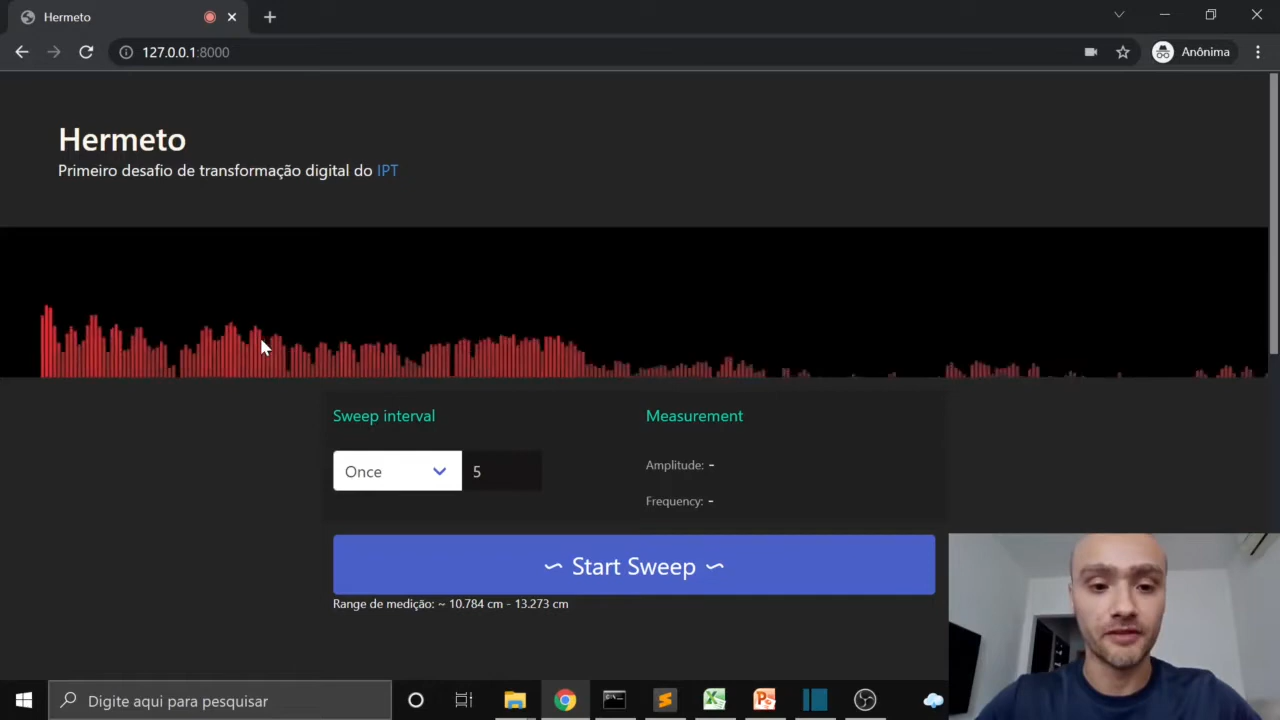 Hermeto
127.0.0.1:8000
Anônima
Hermeto
Primeiro desafio de transformação digital do IPT
Sweep interval
Measurement
Once
5
Amplitude: -
Frequency: -
Start Sweep
Range de medição: ~ 10.784 cm - 13.273 cm
Digite aqui para pesquisar